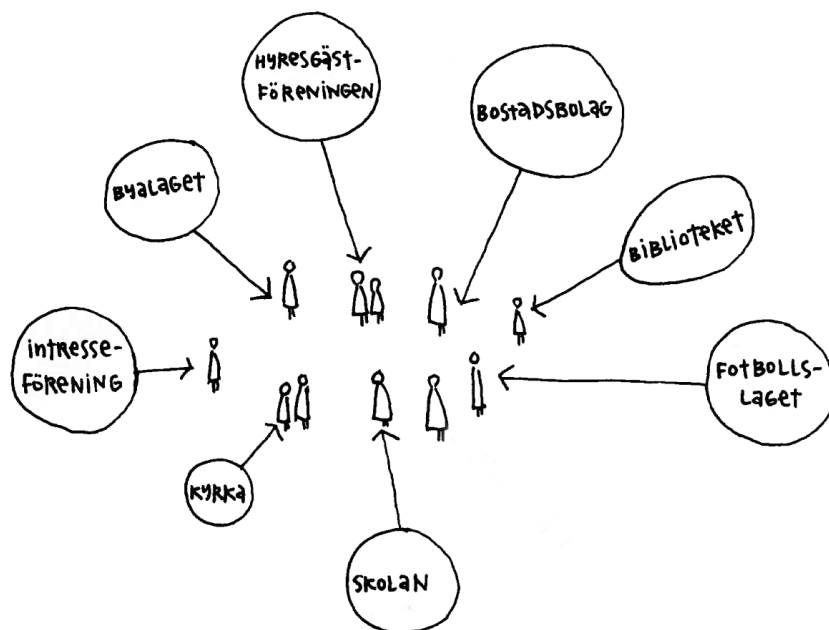 HYRESGÄST-
FÖRENINGEN
BOSTADSBOLAG
BYALAGET
BIBLIOTEKET
INTRESSE-
FÖRENING
FOTBOLLS-
LAGET
KYRKA
SKOLAN